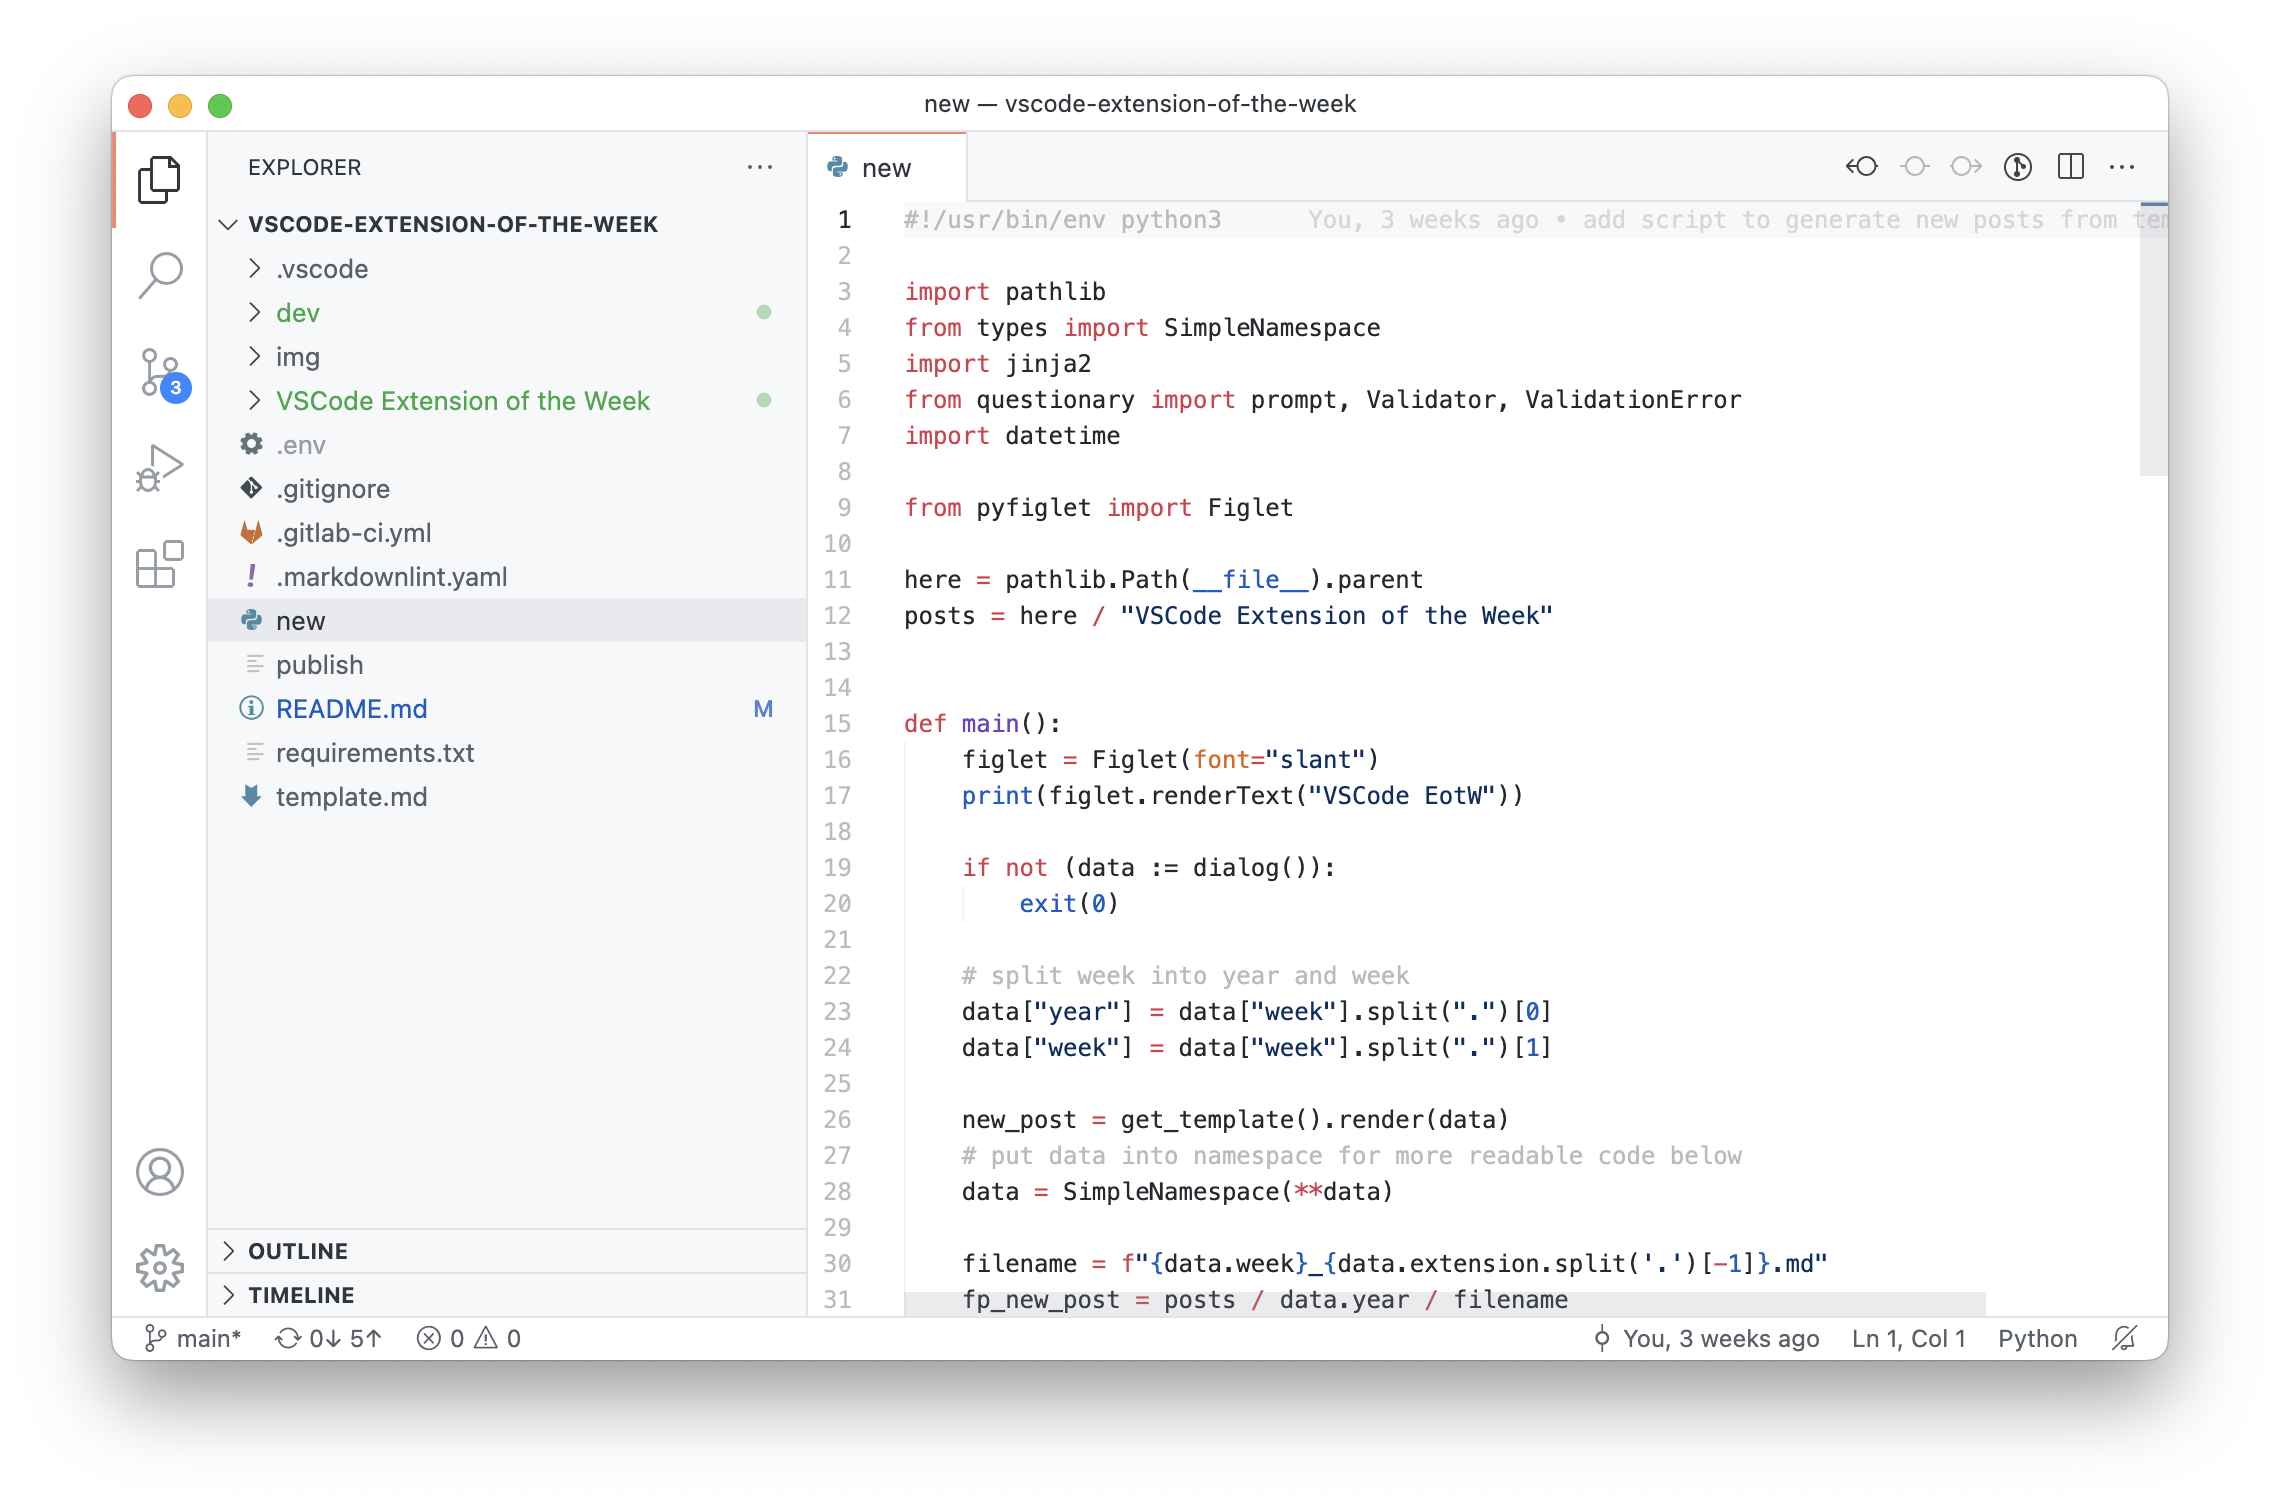 new — vscode-extension-of-the-week
EXPLORER
VSCODE-EXTENSION-OF-THE-WEEK
.vscode
dev
img
VSCode Extension of the Week
.env
.gitignore
.gitlab-ci.yml
.markdownlint.yaml
new
publish
README.md M
requirements.txt
template.md
OUTLINE
TIMELINE
3
new
1 #!/usr/bin/env python3 You, 3 weeks ago • add script to generate new posts from tem
2
3 import pathlib
4 from types import SimpleNamespace
5 import jinja2
6 from questionary import prompt, Validator, ValidationError
7 import datetime
8
9 from pyfiglet import Figlet
10
11 here = pathlib.Path(__file__).parent
12 posts = here / "VSCode Extension of the Week"
13
14
15 def main():
16     figlet = Figlet(font="slant")
17     print(figlet.renderText("VSCode EotW"))
18
19     if not (data := dialog()):
20         exit(0)
21
22     # split week into year and week
23     data["year"] = data["week"].split(".")[0]
24     data["week"] = data["week"].split(".")[1]
25
26     new_post = get_template().render(data)
27     # put data into namespace for more readable code below
28     data = SimpleNamespace(**data)
29
30     filename = f"{data.week}_{data.extension.split('.')[-1]}.md"
31     fp_new_post = posts / data.year / filename
main* 0↓ 5↑ 0 0 You, 3 weeks ago Ln 1, Col 1 Python